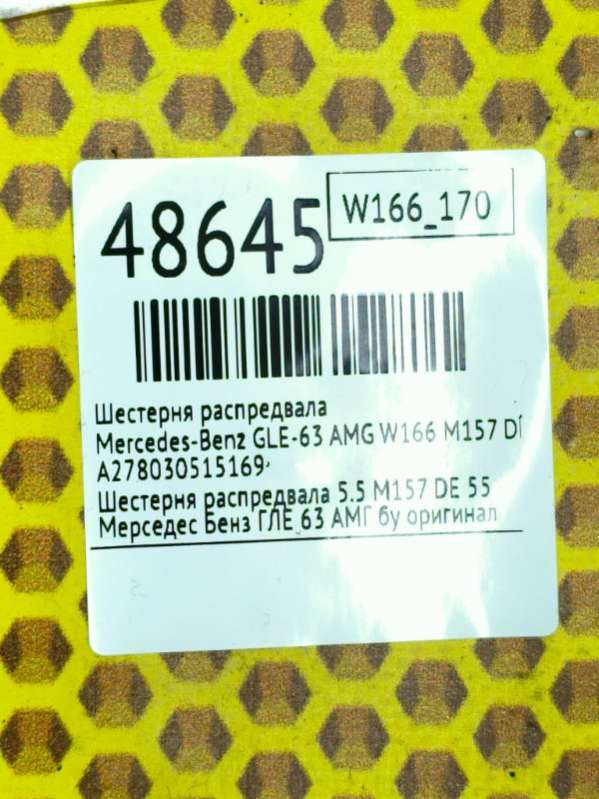 48645
W166_170
Шестерня распредвала
Mercedes-Benz GLE-63 AMG W166 M157
A278030515169
Шестерня распредвала 5.5 M157 DE 55
Мерседес Бенз ГЛЕ 63 АМГ бу оригинал